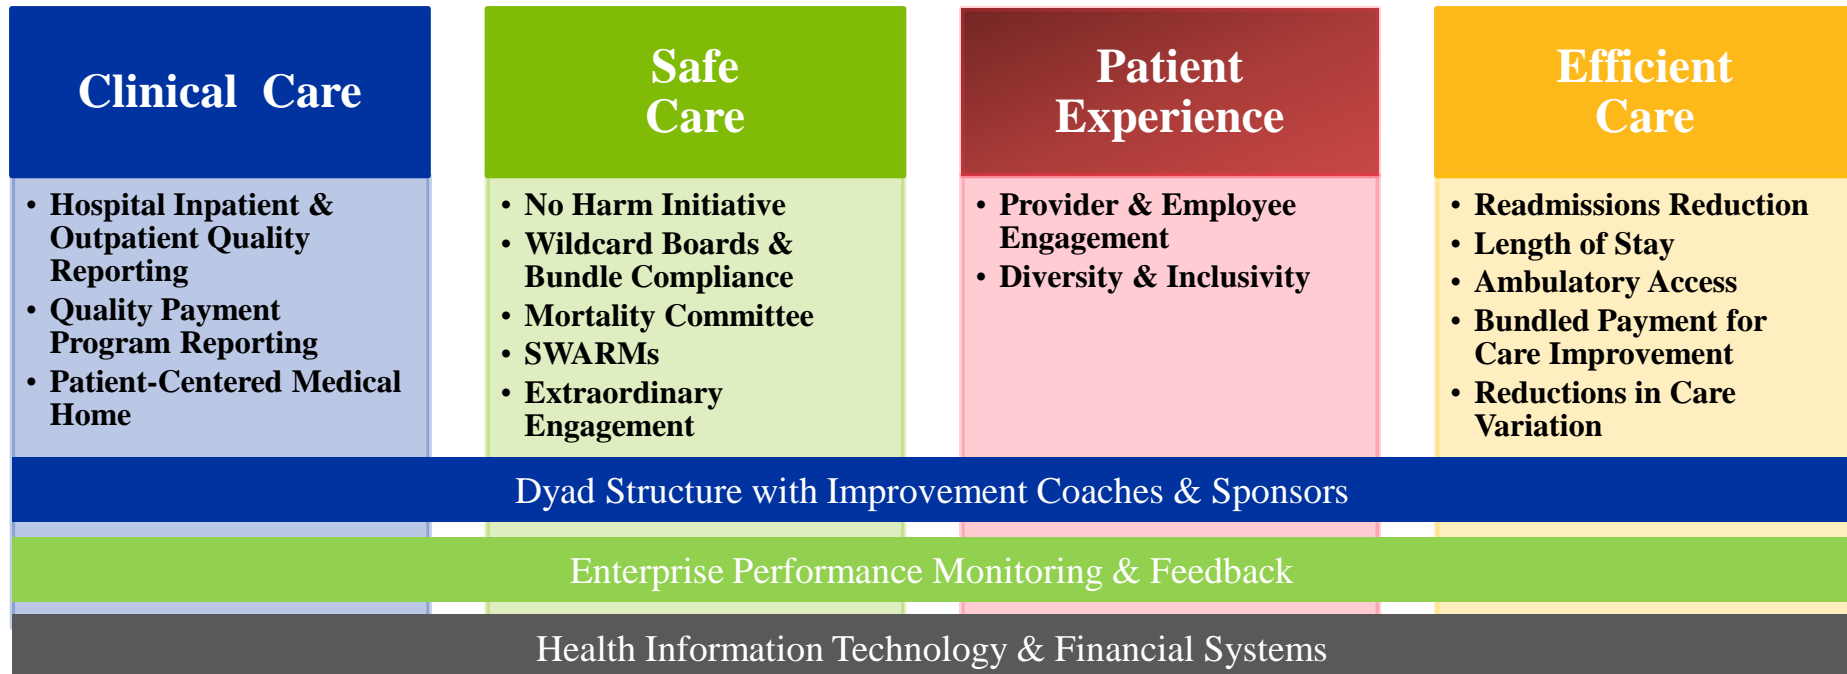 Clinical Care
• Hospital Inpatient &
Outpatient Quality
Reporting
• Quality Payment
Program Reporting
• Patient-Centered Medical
Home
Safe
Care
• No Harm Initiative
• Wildcard Boards &
Bundle Compliance
• Mortality Committee
• SWARMs
• Extraordinary
Engagement
Patient
Experience
• Provider & Employee
Engagement
• Diversity & Inclusivity
Efficient
Care
• Readmissions Reduction
• Length of Stay
• Ambulatory Access
• Bundled Payment for
Care Improvement
• Reductions in Care
Variation
Dyad Structure with Improvement Coaches & Sponsors
Enterprise Performance Monitoring & Feedback
Health Information Technology & Financial Systems